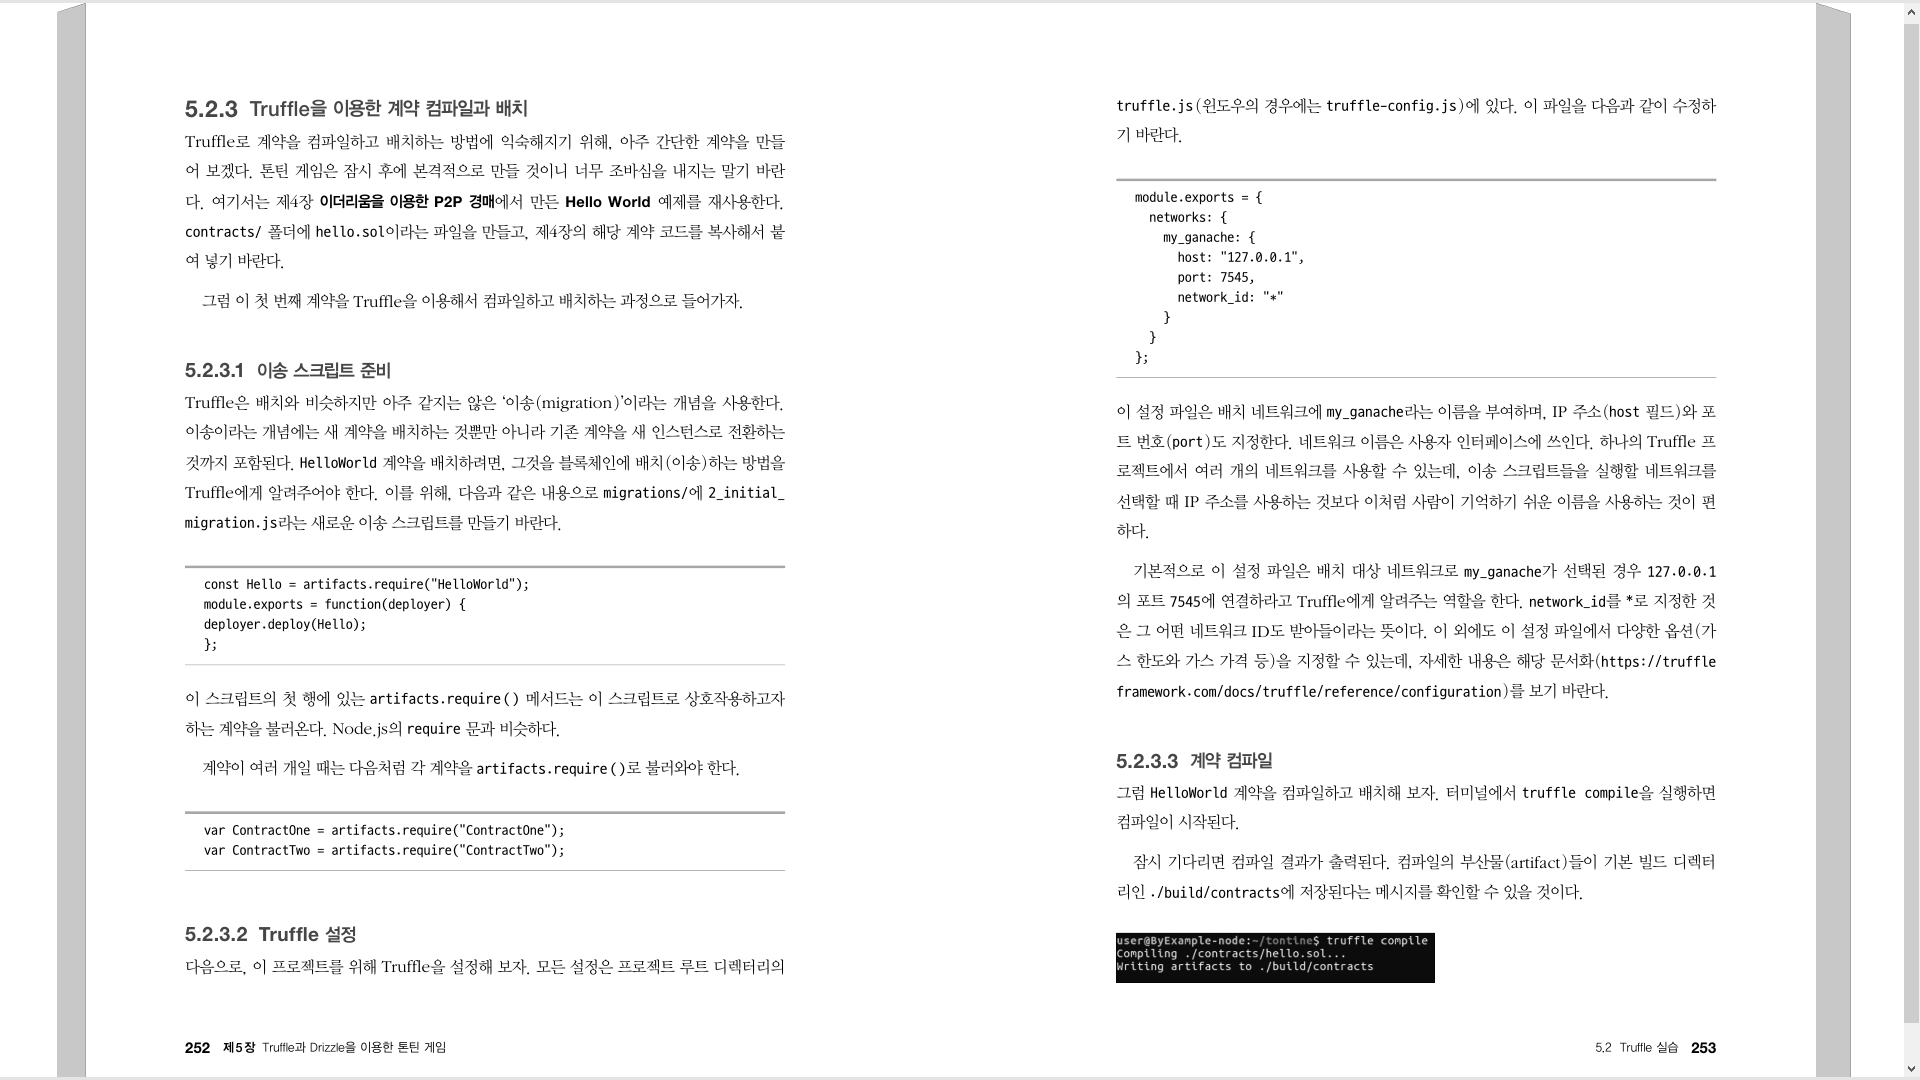 5.2.3 Truffle을 이용한 계약 컴파일과 배치
Truffle로 계약을 컴파일하고 배치하는 방법에 익숙해지기 위해, 아주 간단한 계약을 만들
어 보겠다. 톤틴 게임은 잠시 후에 본격적으로 만들 것이니 너무 조바심을 내지는 말기 바란
다. 여기서는 제4장 이더리움을 이용한 P2P 경매에서 만든 Hello World 예제를 재사용한다.
contracts/ 폴더에 hello.sol이라는 파일을 만들고, 제4장의 해당 계약 코드를 복사해서 붙
여 넣기 바란다.
그럼 이 첫 번째 계약을 Truffle을 이용해서 컴파일하고 배치하는 과정으로 들어가자.
5.2.3.1 이송 스크립트 준비
Truffle은 배치와 비슷하지만 아주 같지는 않은 ‘이송(migration)’이라는 개념을 사용한다.
이송이라는 개념에는 새 계약을 배치하는 것뿐만 아니라 기존 계약을 새 인스턴스로 전환하는
것까지 포함된다. HelloWorld 계약을 배치하려면, 그것을 블록체인에 배치(이송)하는 방법을
Truffle에게 알려주어야 한다. 이를 위해, 다음과 같은 내용으로 migrations/에 2_initial_
migration.js라는 새로운 이송 스크립트를 만들기 바란다.
const Hello = artifacts.require("HelloWorld");
module.exports = function(deployer) {
deployer.deploy(Hello);
};
이 스크립트의 첫 행에 있는 artifacts.require() 메서드는 이 스크립트로 상호작용하고자
하는 계약을 불러온다. Node.js의 require 문과 비슷하다.
계약이 여러 개일 때는 다음처럼 각 계약을 artifacts.require()로 불러와야 한다.
var ContractOne = artifacts.require("ContractOne");
var ContractTwo = artifacts.require("ContractTwo");
5.2.3.2 Truffle 설정
다음으로, 이 프로젝트를 위해 Truffle을 설정해 보자. 모든 설정은 프로젝트 루트 디렉터리의
252 제5장 Truffle과 Drizzle을 이용한 톤틴 게임
truffle.js(윈도우의 경우에는 truffle-config.js)에 있다. 이 파일을 다음과 같이 수정하
기 바란다.
module.exports = {
networks: {
my_ganache: {
host: "127.0.0.1",
port: 7545,
network_id: "*"
}
}
};
이 설정 파일은 배치 네트워크에 my_ganache라는 이름을 부여하며, IP 주소(host 필드)와 포
트 번호(port)도 지정한다. 네트워크 이름은 사용자 인터페이스에 쓰인다. 하나의 Truffle 프
로젝트에서 여러 개의 네트워크를 사용할 수 있는데, 이송 스크립트들을 실행할 네트워크를
선택할 때 IP 주소를 사용하는 것보다 이처럼 사람이 기억하기 쉬운 이름을 사용하는 것이 편
하다.
기본적으로 이 설정 파일은 배치 대상 네트워크로 my_ganache가 선택된 경우 127.0.0.1
의 포트 7545에 연결하라고 Truffle에게 알려주는 역할을 한다. network_id를 *로 지정한 것
은 그 어떤 네트워크 ID도 받아들이라는 뜻이다. 이 외에도 이 설정 파일에서 다양한 옵션(가
스 한도와 가스 가격 등)을 지정할 수 있는데, 자세한 내용은 해당 문서화(https://truffle
framework.com/docs/truffle/reference/configuration)를 보기 바란다.
5.2.3.3 계약 컴파일
그럼 HelloWorld 계약을 컴파일하고 배치해 보자. 터미널에서 truffle compile을 실행하면
컴파일이 시작된다.
잠시 기다리면 컴파일 결과가 출력된다. 컴파일의 부산물(artifact)들이 기본 빌드 디렉터
리인 ./build/contracts에 저장된다는 메시지를 확인할 수 있을 것이다.
user@ByExample-node:~/tontine$ truffle compile
Compiling ./contracts/hello.sol...
Writing artifacts to ./build/contracts
5.2 Truffle 실습 253